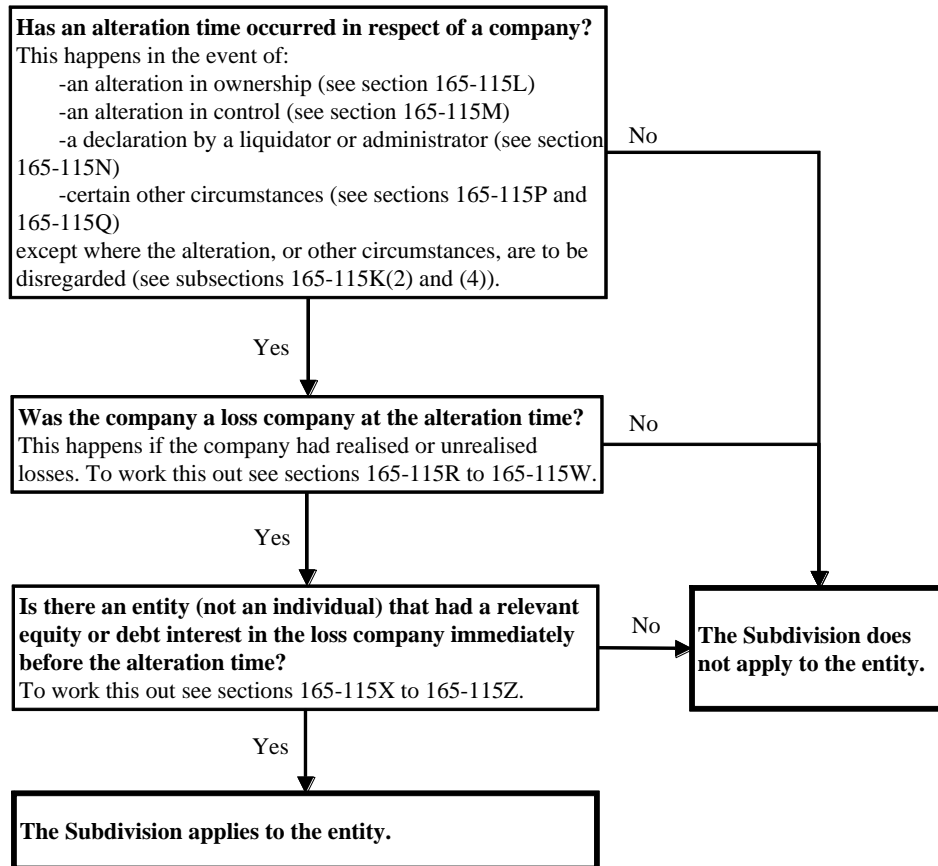 Has an alteration time occurred in respect of a company?
This happens in the event of:
-an alteration in ownership (see section 165-115L)
-an alteration in control (see section 165-115M)
-a declaration by a liquidator or administrator (see section
165-115N)
-certain other circumstances (see sections 165-115P and
165-115Q)
except where the alteration, or other circumstances, are to be
disregarded (see subsections 165-115K(2) and (4)).
No
Yes
Was the company a loss company at the alteration time?
This happens if the company had realised or unrealised
losses. To work this out see sections 165-115R to 165-115W.
No
Yes
Is there an entity (not an individual) that had a relevant
equity or debt interest in the loss company immediately
before the alteration time?
To work this out see sections 165-115X to 165-115Z.
No
The Subdivision does
not apply to the entity.
Yes
The Subdivision applies to the entity.